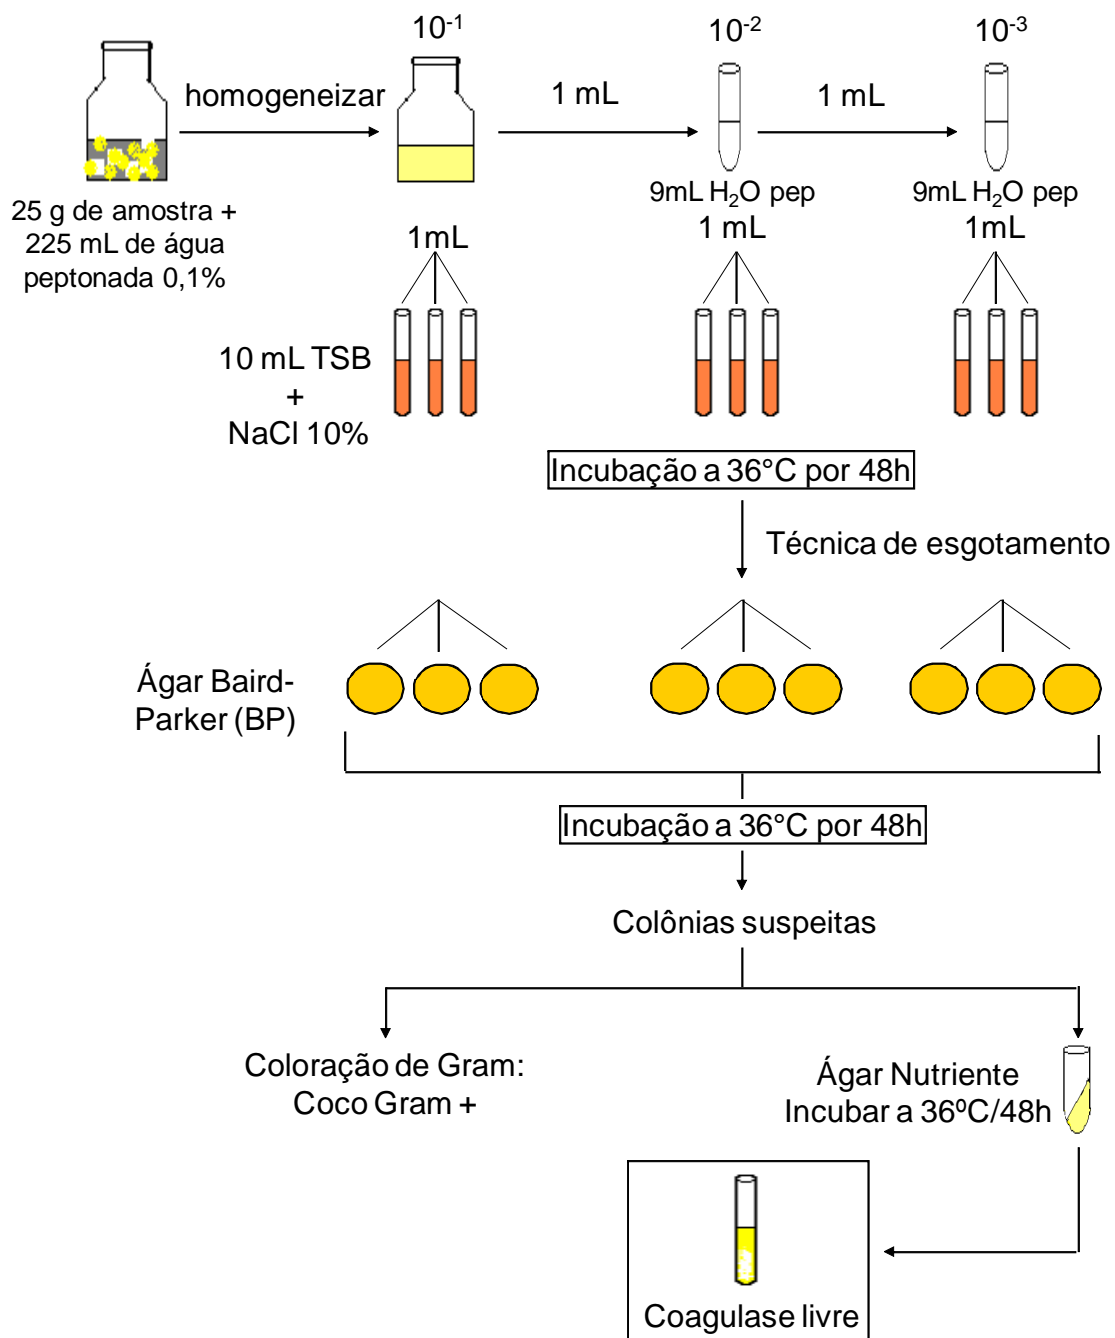 10-1
10-2
10-3
homogeneizar
1 mL
1 mL
25 g de amostra +
225 mL de água
peptonada 0,1%
9mL H2O pep
9mL H2O pep
1mL
1 mL
1mL
10 mL TSB
+
NaCl 10%
Incubação a 36°C por 48h
Técnica de esgotamento
Ágar Baird-
Parker (BP)
Incubação a 36°C por 48h
Colônias suspeitas
Coloração de Gram:
Coco Gram +
Ágar Nutriente
Incubar a 36ºC/48h
Coagulase livre